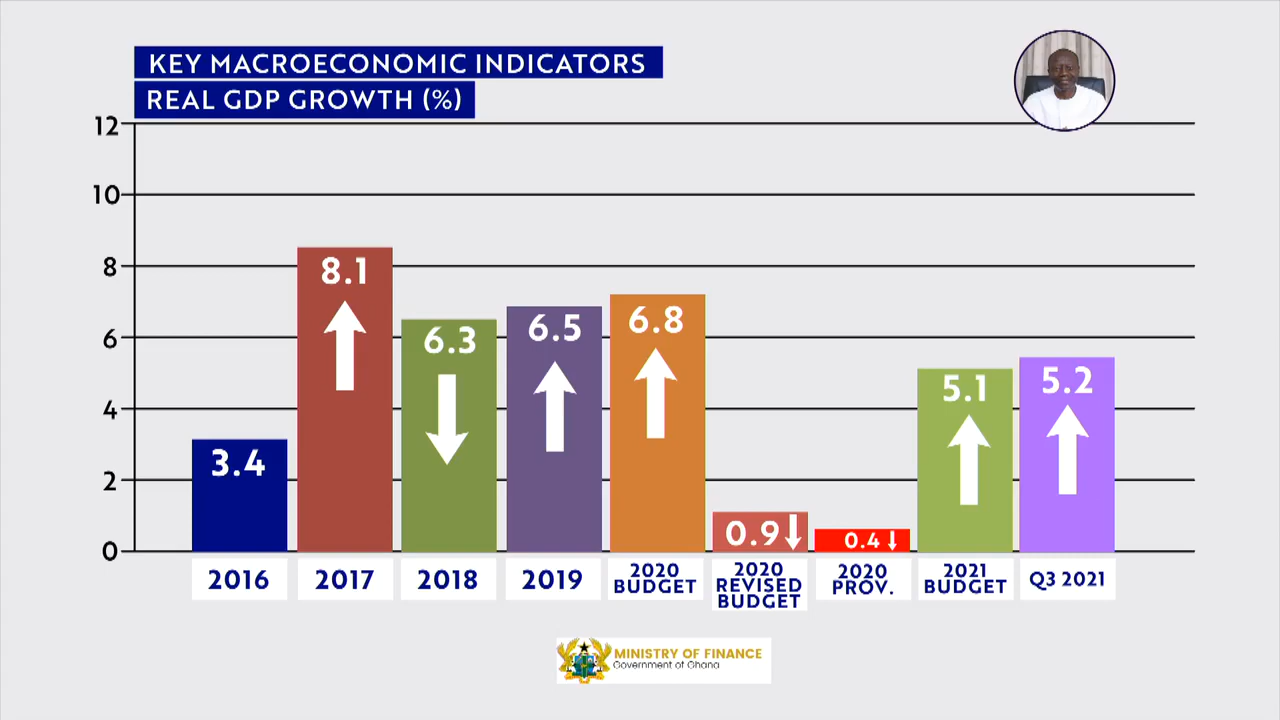 KEY MACROECONOMIC INDICATORS
REAL GDP GROWTH (%)
12
10
8
6
4
2
0
3.4
8.1
6.3
6.5
6.8
0.9
0.4
5.1
5.2
2016
2017
2018
2019
2020
BUDGET
2020
REVISED
BUDGET
2020
PROV.
2021
BUDGET
Q3 2021
MINISTRY OF FINANCE
Government of Ghana